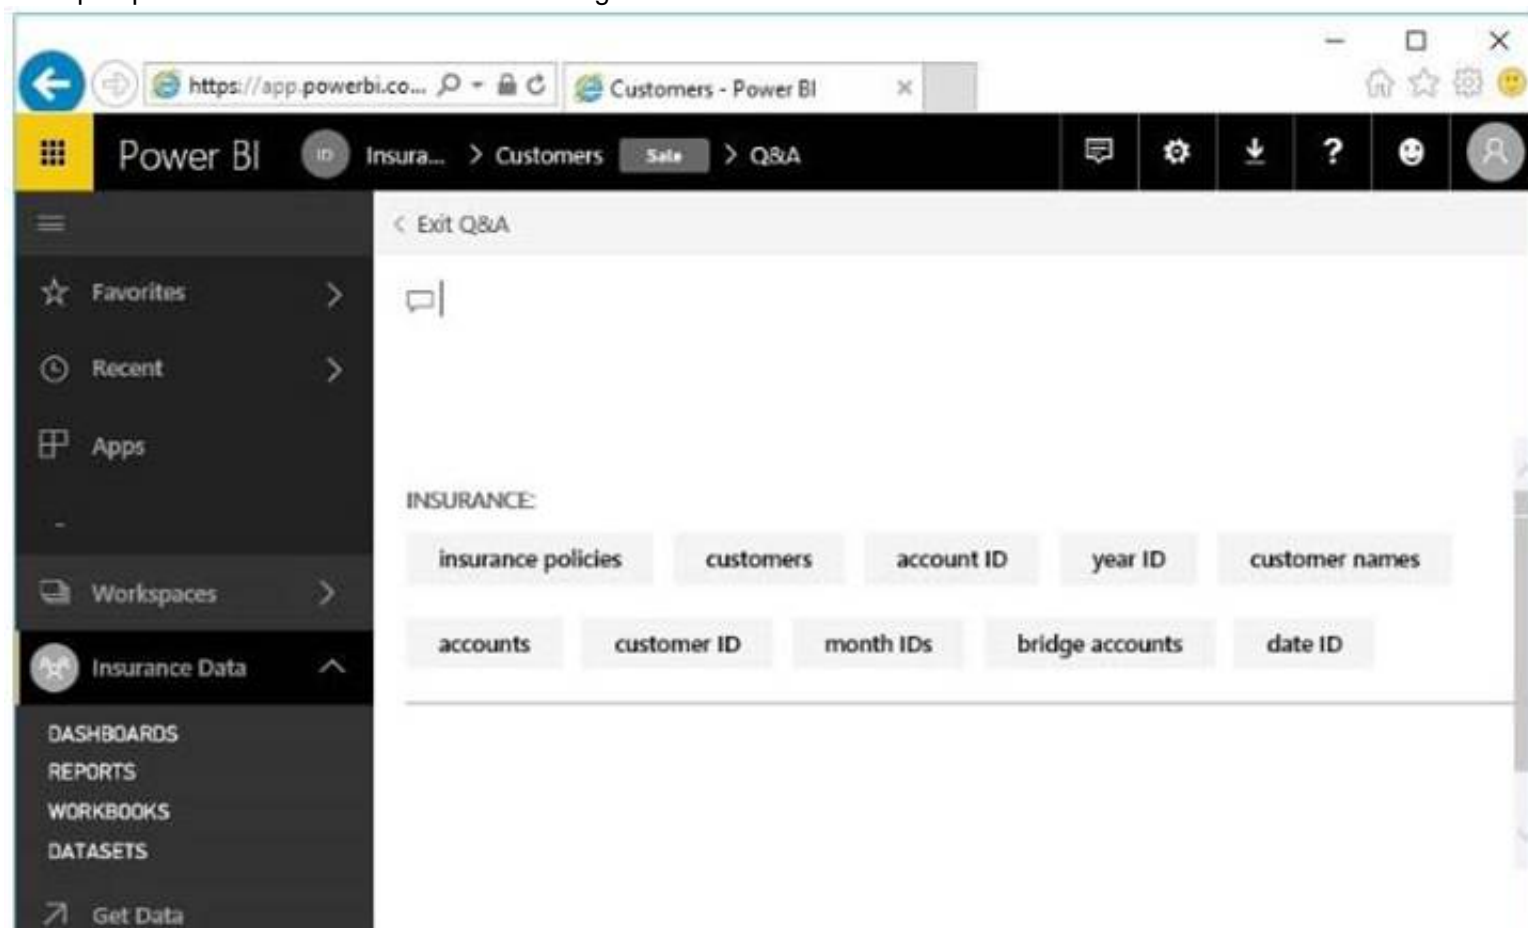 https://app.powerbi.co... Customers - Power BI
Power BI ID Insura... > Customers Sale > Q&A ?
< Exit Q&A
Favorites
Recent
Apps
INSURANCE:
insurance policies customers account ID year ID customer names
accounts customer ID month IDs bridge accounts date ID
Workspaces
Insurance Data
DASHBOARDS
REPORTS
WORKBOOKS
DATASETS
Get Data